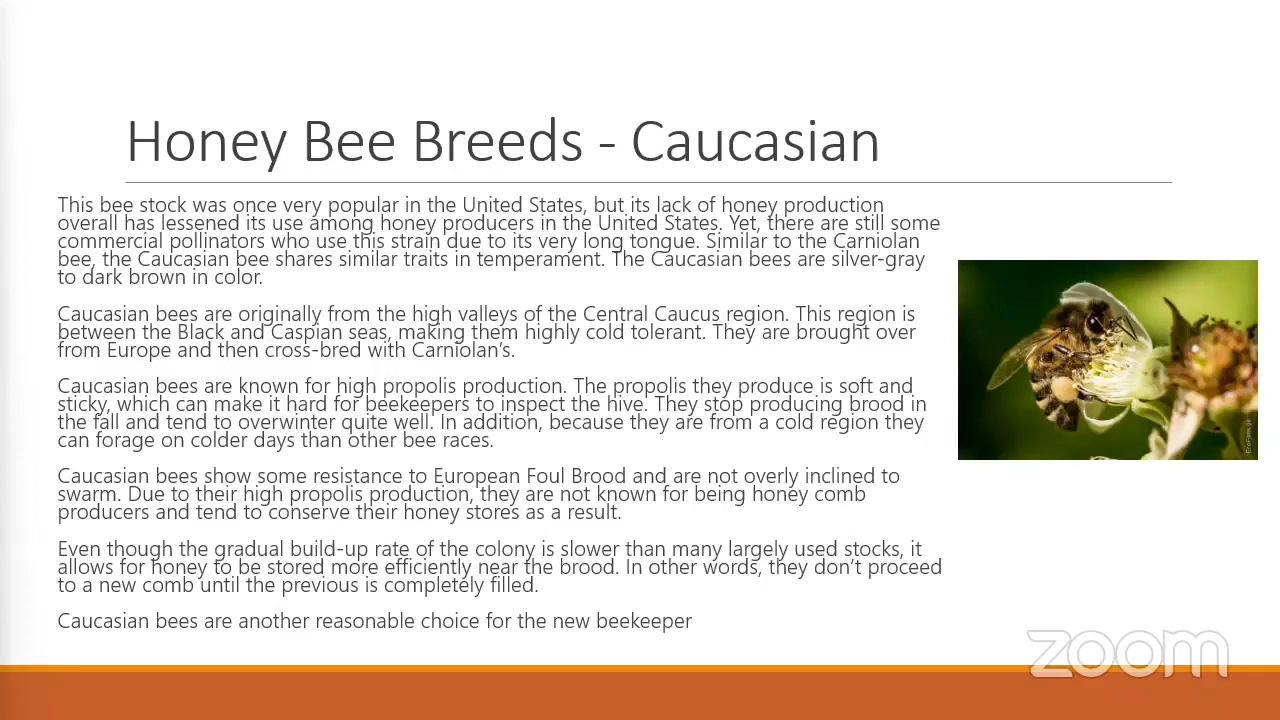 Honey Bee Breeds - Caucasian
This bee stock was once very popular in the United States, but its lack of honey production
overall has lessened its use among honey producers in the United States. Yet, there are still some
commercial pollinators who use this strain due to its very long tongue. Similar to the Carniolan
bee, the Caucasian bee shares similar traits in temperament. The Caucasian bees are silver-gray
to dark brown in color.
Caucasian bees are originally from the high valleys of the Central Caucus region. This region is
between the Black and Caspian seas, making them highly cold tolerant. They are brought over
from Europe and then cross-bred with Carniolan's.
Caucasian bees are known for high propolis production. The propolis they produce is soft and
sticky, which can make it hard for beekeepers to inspect the hive. They stop producing brood in
the fall and tend to overwinter quite well. In addition, because they are from a cold region they
can forage on colder days than other bee races.
Caucasian bees show some resistance to European Foul Brood and are not overly inclined to
swarm. Due to their high propolis production, they are not known for being honey comb
producers and tend to conserve their honey stores as a result.
Even though the gradual build-up rate of the colony is slower than many largely used stocks, it
allows for honey to be stored more efficiently near the brood. In other words, they don't proceed
to a new comb until the previous is completely filled.
Caucasian bees are another reasonable choice for the new beekeeper
zoom